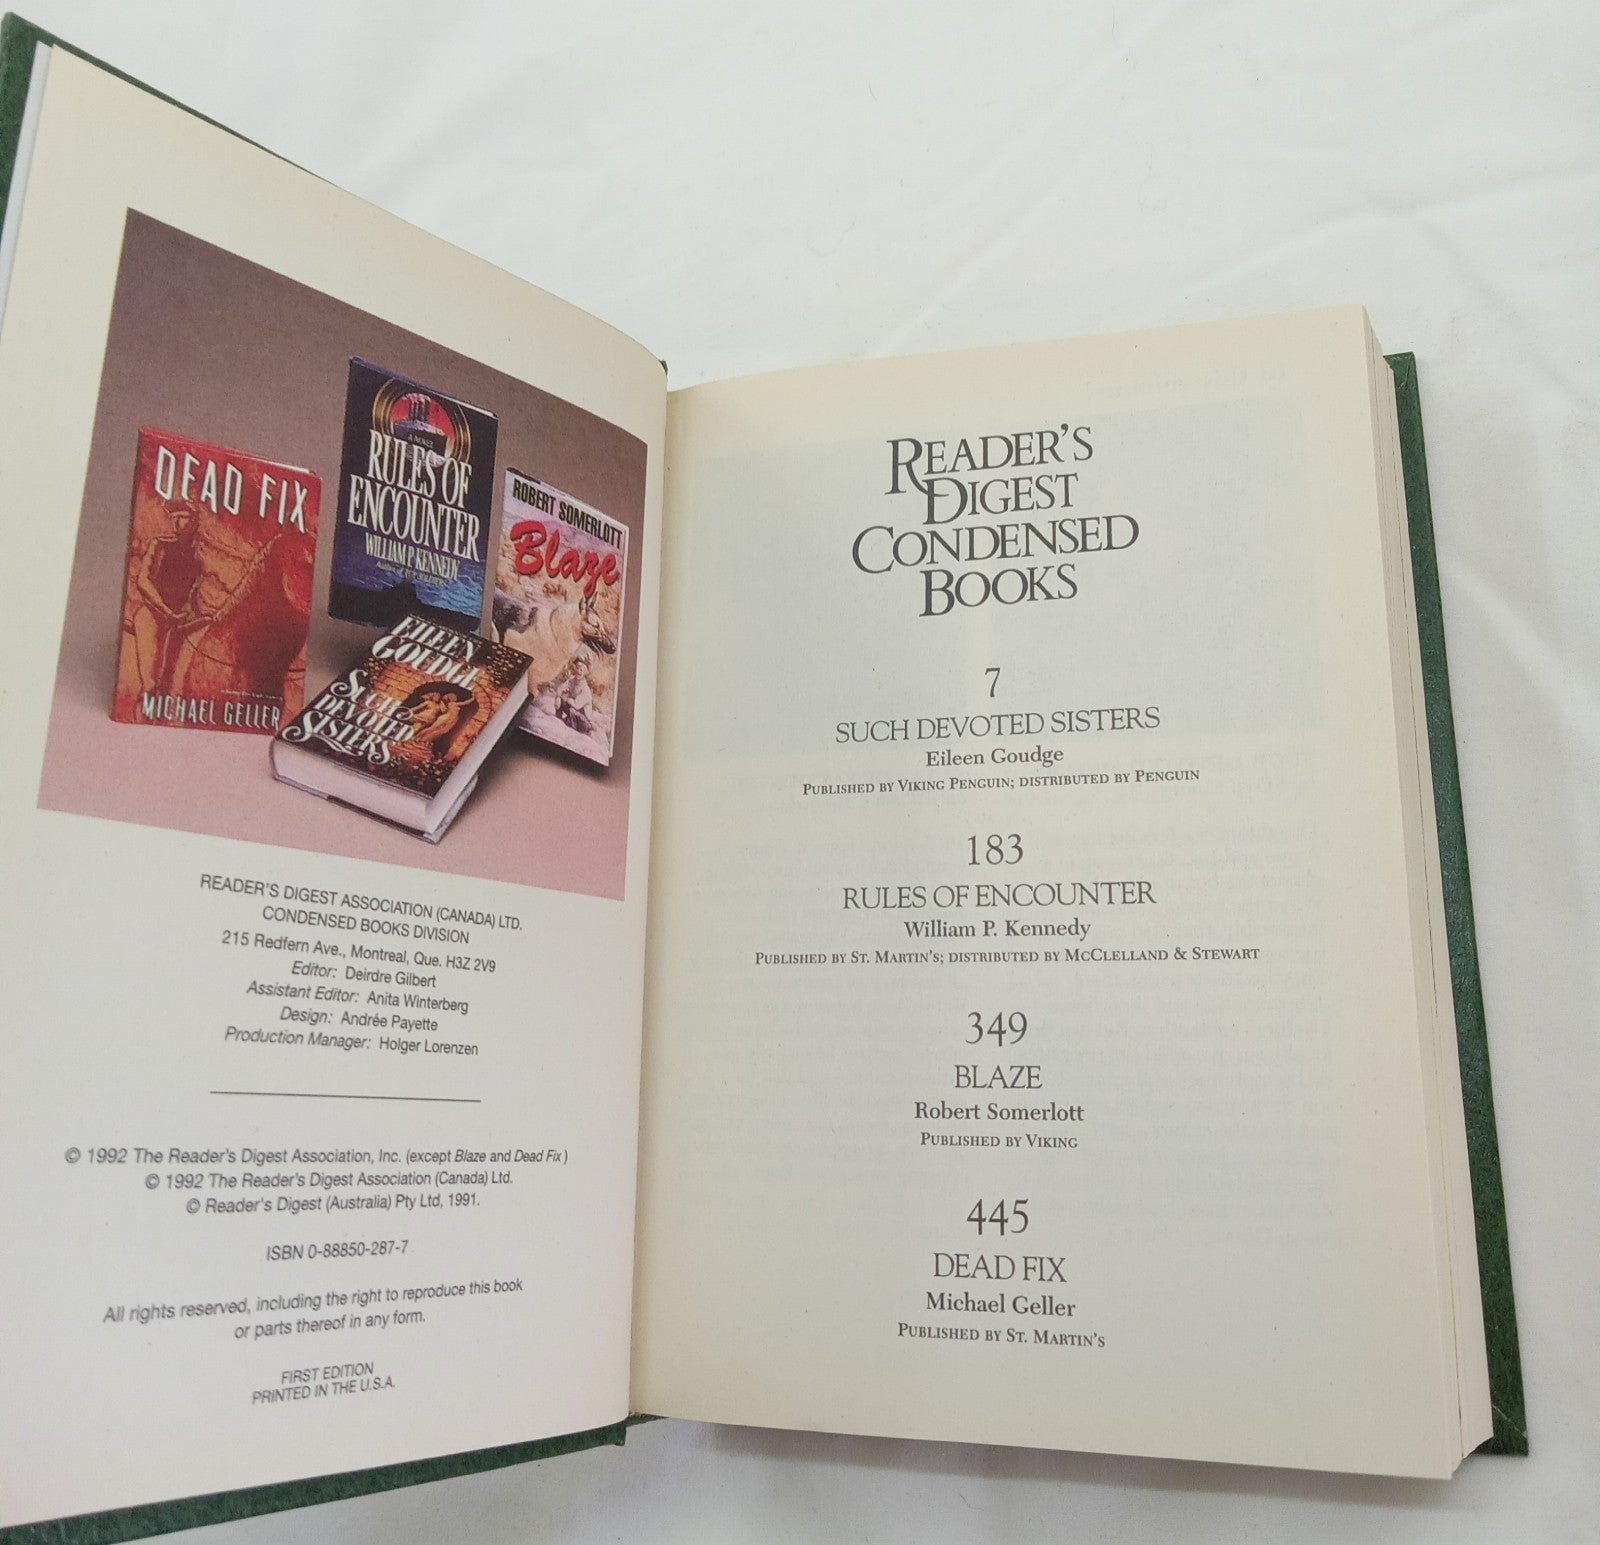 DEAD FIX
MICHAEL GELLER
A NOVEL
RULES OF
ENCOUNTER
WILLIAM P. KENNEDY
ROBERT SOMERLOTT
Blaze
EILEEN
GOUDGE
SUCH
DEVOTED
SISTERS
READER'S DIGEST ASSOCIATION (CANADA) LTD.
CONDENSED BOOKS DIVISION
215 Redfern Ave., Montreal, Que. H3Z 2V9
Editor: Deirdre Gilbert
Assistant Editor: Anita Winterberg
Design: Andrée Payette
Production Manager: Holger Lorenzen
© 1992 The Reader's Digest Association, Inc. (except Blaze and Dead Fix)
© 1992 The Reader's Digest Association (Canada) Ltd.
© Reader's Digest (Australia) Pty Ltd, 1991.
ISBN 0-88850-287-7
All rights reserved, including the right to reproduce this book
or parts thereof in any form.
FIRST EDITION
PRINTED IN THE U.S.A.
READER'S
DIGEST
CONDENSED
BOOKS
7
SUCH DEVOTED SISTERS
Eileen Goudge
PUBLISHED BY VIKING PENGUIN; DISTRIBUTED BY PENGUIN
183
RULES OF ENCOUNTER
William P. Kennedy
PUBLISHED BY ST. MARTIN'S; DISTRIBUTED BY MCCLELLAND & STEWART
349
BLAZE
Robert Somerlott
PUBLISHED BY VIKING
445
DEAD FIX
Michael Geller
PUBLISHED BY ST. MARTIN'S